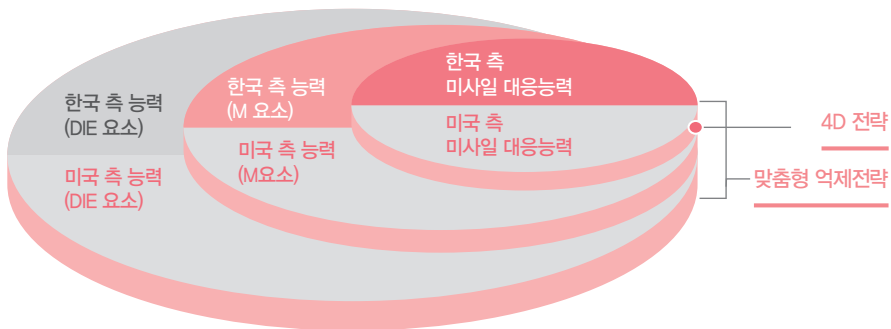 한국 측 능력
(DIE 요소)
미국 측 능력
(DIE 요소)
한국 측 능력
(M 요소)
미국 측 능력
(M요소)
한국 측
미사일 대응능력
미국 측
미사일 대응능력
4D 전략
맞춤형 억제전략